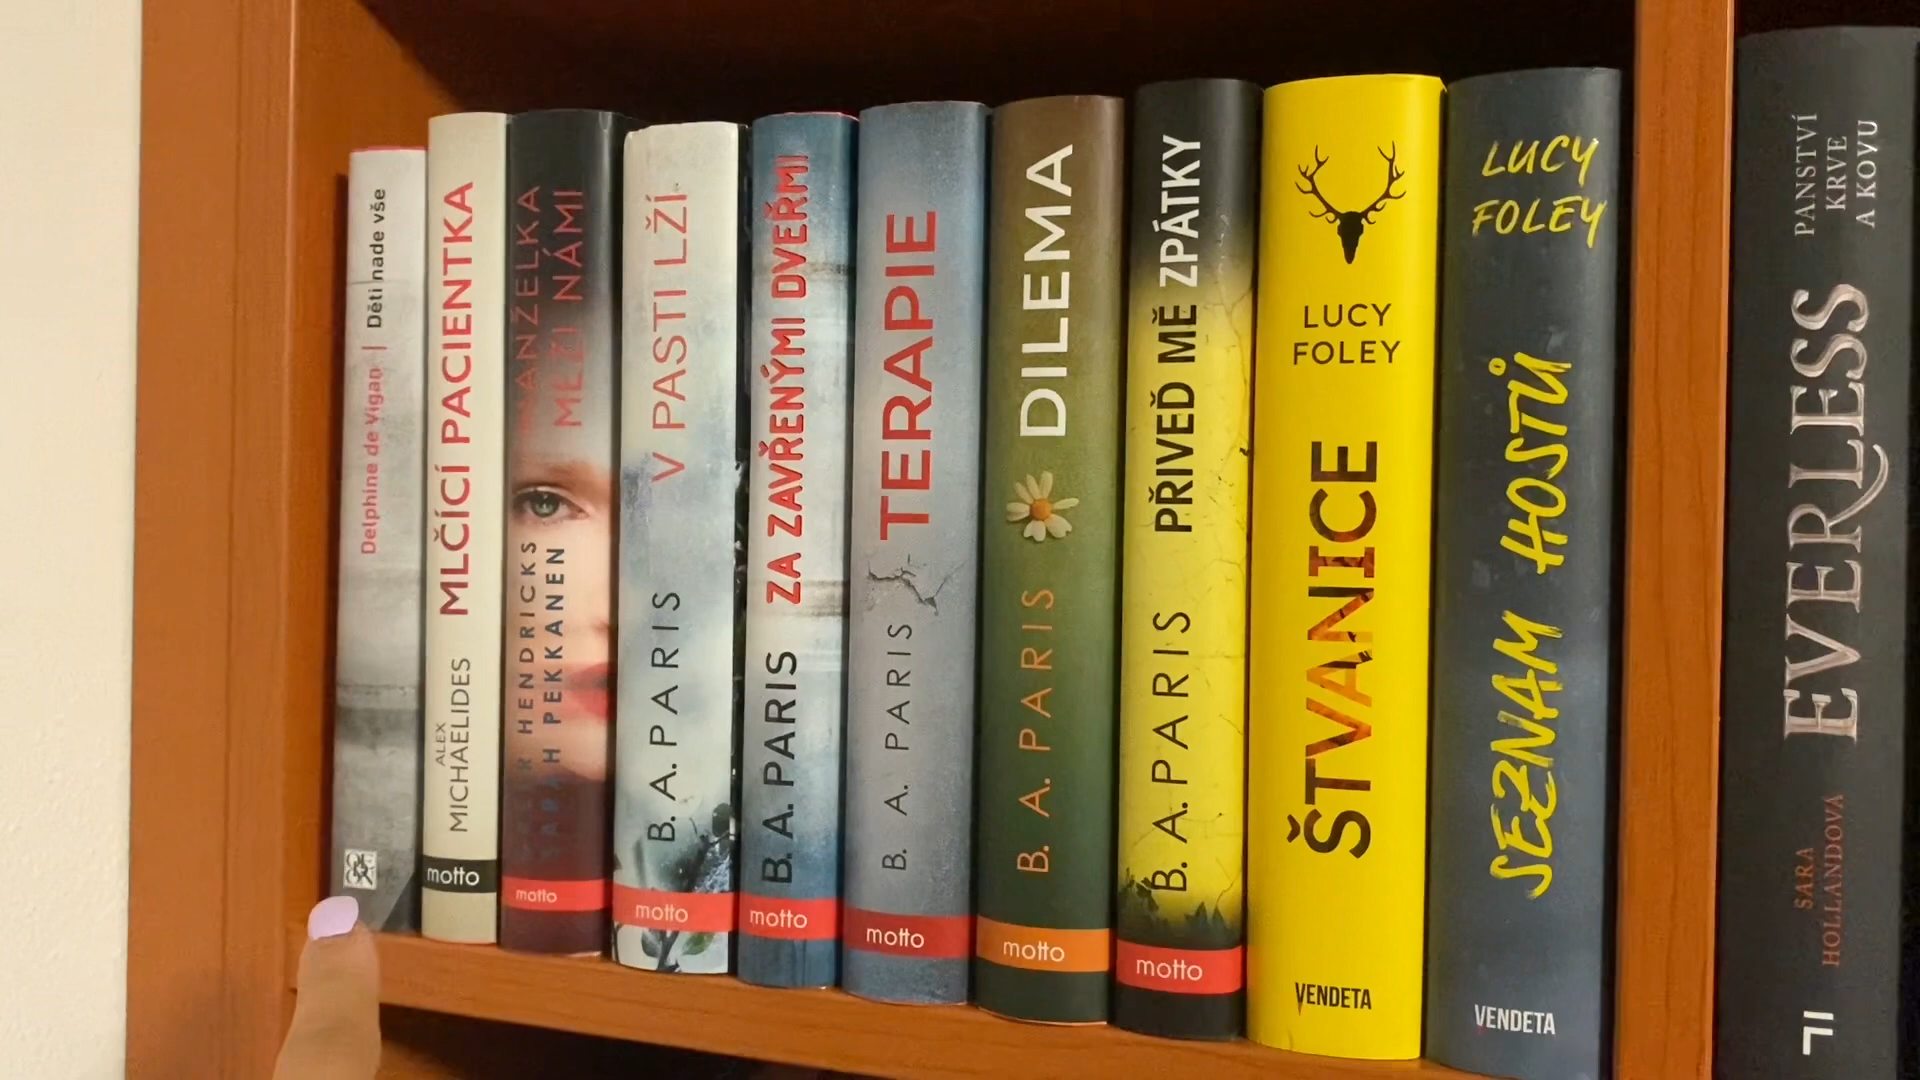 Delphine de Vigan | Děti nade vše
ALEX
MICHAELIDES
MLČÍCÍ PACIENTKA
motto
MANŽELKA
MEZI NÁMI
HENDRICKS
SARAH PEKKANEN
motto
B. A. PARIS V PASTI LŽÍ
motto
B. A. PARIS ZA ZAVŘENÝMI DVEŘMI
motto
B. A. PARIS TERAPIE
motto
B. A. PARIS DILEMA
motto
B. A. PARIS PŘIVEĎ MĚ ZPÁTKY
motto
LUCY
FOLEY
ŠTVANICE
VENDETA
LUCY
FOLEY
SEZNAM HOSTŮ
VENDETA
PANSTVÍ
KRVE
A KOVU
EVERLESS
SARA
HOLLANDOVA